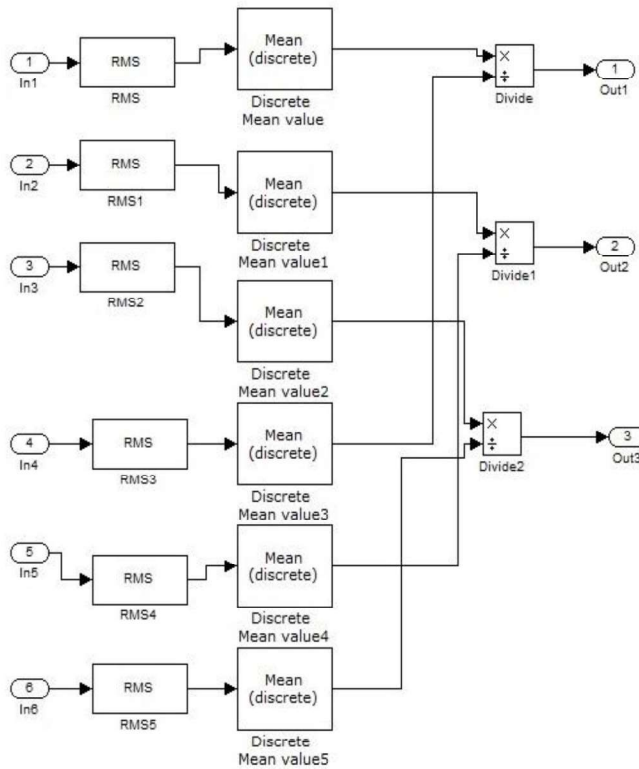 1
In1
RMS
RMS
Mean
(discrete)
Discrete
Mean value
×
÷
Divide
1
Out1
2
In2
RMS
RMS1
Mean
(discrete)
Discrete
Mean value1
×
÷
Divide1
2
Out2
3
In3
RMS
RMS2
Mean
(discrete)
Discrete
Mean value2
×
÷
Divide2
3
Out3
4
In4
RMS
RMS3
Mean
(discrete)
Discrete
Mean value3
5
In5
RMS
RMS4
Mean
(discrete)
Discrete
Mean value4
6
In6
RMS
RMS5
Mean
(discrete)
Discrete
Mean value5